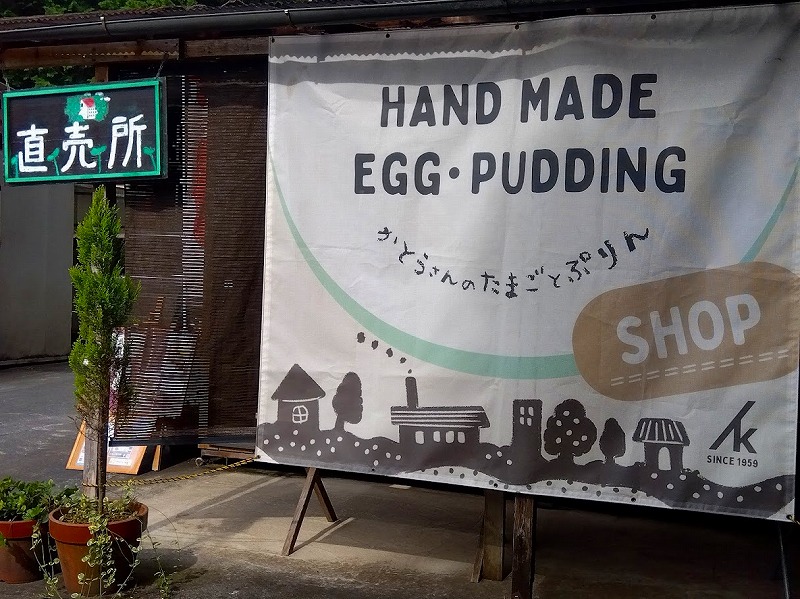 直売所
HAND MADE
EGG・PUDDING
かとうさんのたまごとぷりん
SHOP
k
SINCE 1959